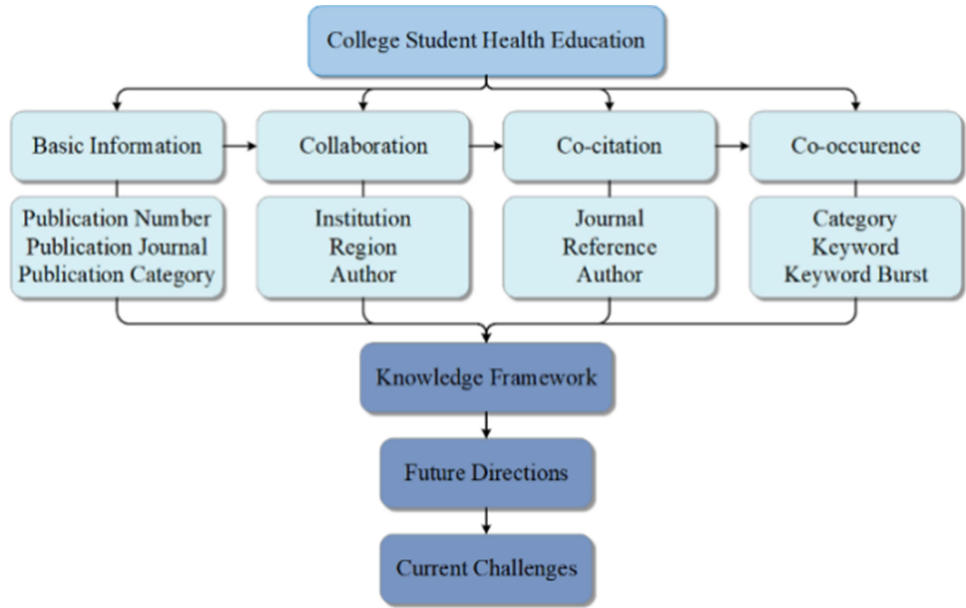 College Student Health Education
Basic Information
Collaboration
Co-citation
Co-occurence
Publication Number
Publication Journal
Publication Category
Institution
Region
Author
Journal
Reference
Author
Category
Keyword
Keyword Burst
Knowledge Framework
Future Directions
Current Challenges